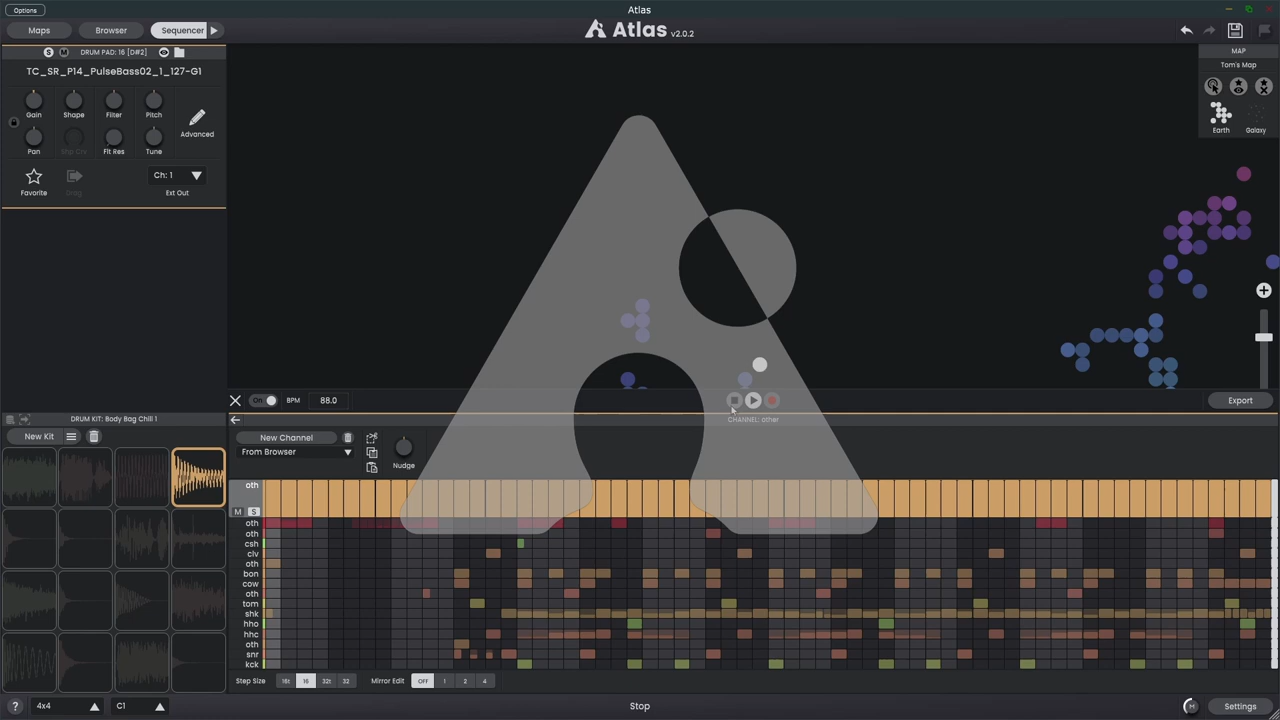 Options
Atlas
Maps
Browser
Sequencer
Atlas v2.0.2
S M DRUM PAD: 16 [D#2]
TC_SR_P14_PulseBass02_1_127-G1
Gain
Shape
Filter
Pitch
Pan
Shp Crv
Flt Res
Tune
Advanced
Favorite
Drag
Ch: 1
Ext Out
MAP
Tom's Map
Earth
Galaxy
On
BPM
88.0
Export
DRUM KIT: Body Bag Chill 1
CHANNEL: other
New Kit
New Channel
From Browser
Nudge
oth
M S
oth
oth
csh
clv
oth
bon
cow
oth
tom
shk
hho
hhc
oth
snr
kck
Step Size
16t
16
32t
32
Mirror Edit
OFF
1
2
4
?
4x4
C1
Stop
Settings